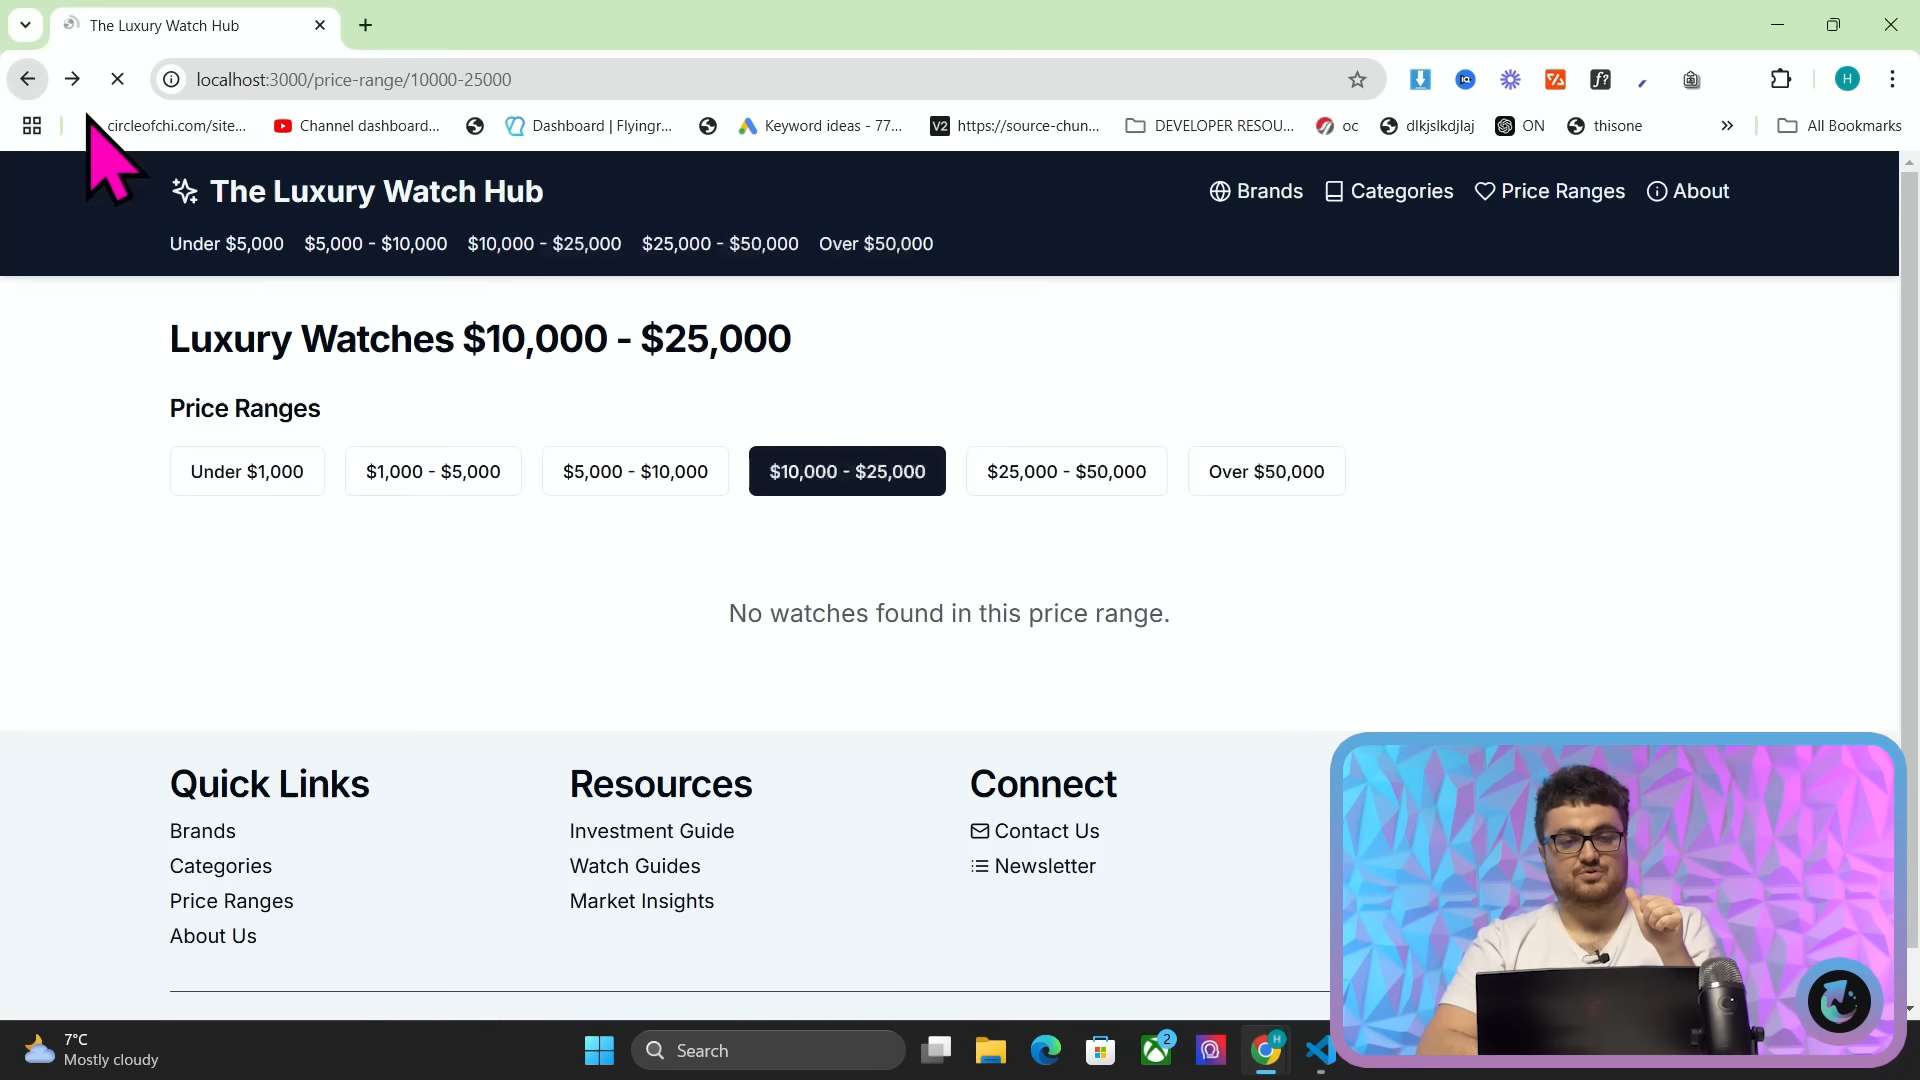 The Luxury Watch Hub
localhost:3000/price-range/10000-25000
circleofchi.com/site...
Channel dashboard...
Dashboard | Flyingr...
Keyword ideas - 77...
V2
https://source-chun...
DEVELOPER RESOU...
oc
dlkjslkdjlaj
ON
thisone
All Bookmarks
H
The Luxury Watch Hub
Brands
Categories
Price Ranges
About
Under $5,000
$5,000 - $10,000
$10,000 - $25,000
$25,000 - $50,000
Over $50,000
Luxury Watches $10,000 - $25,000
Price Ranges
Under $1,000
$1,000 - $5,000
$5,000 - $10,000
$10,000 - $25,000
$25,000 - $50,000
Over $50,000
No watches found in this price range.
Quick Links
Brands
Categories
Price Ranges
About Us
Resources
Investment Guide
Watch Guides
Market Insights
Connect
Contact Us
Newsletter
7°C
Mostly cloudy
Search
2
H